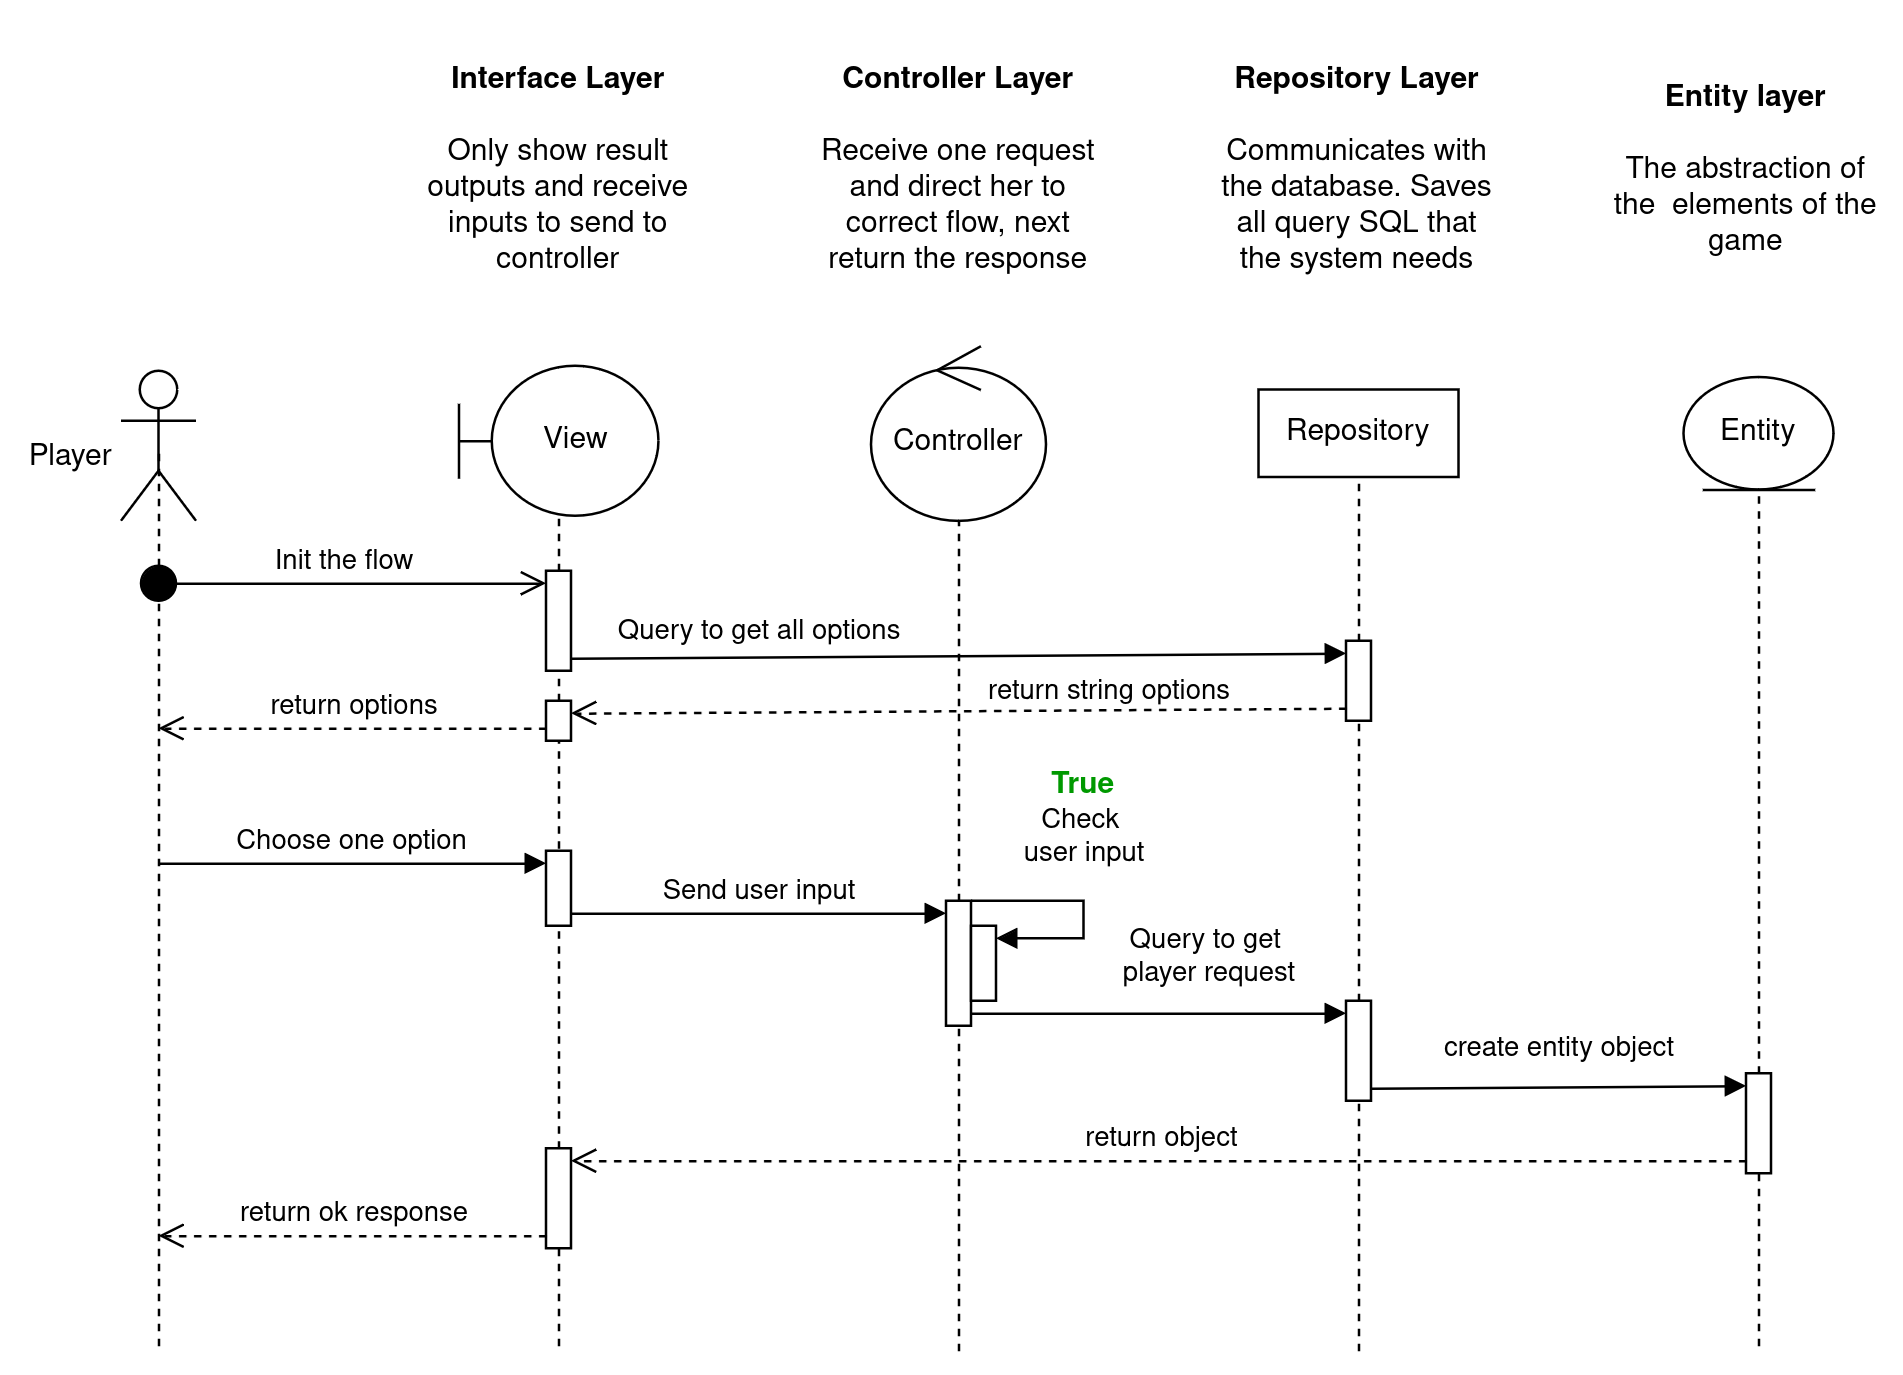 Interface Layer
Only show result
outputs and receive
inputs to send to
controller
Controller Layer
Receive one request
and direct her to
correct flow, next
return the response
Repository Layer
Communicates with
the database. Saves
all query SQL that
the system needs
Entity layer
The abstraction of
the  elements of the
game
Player
View
Controller
Repository
Entity
Init the flow
Query to get all options
return string options
return options
True
Check
user input
Choose one option
Send user input
Query to get
player request
create entity object
return object
return ok response